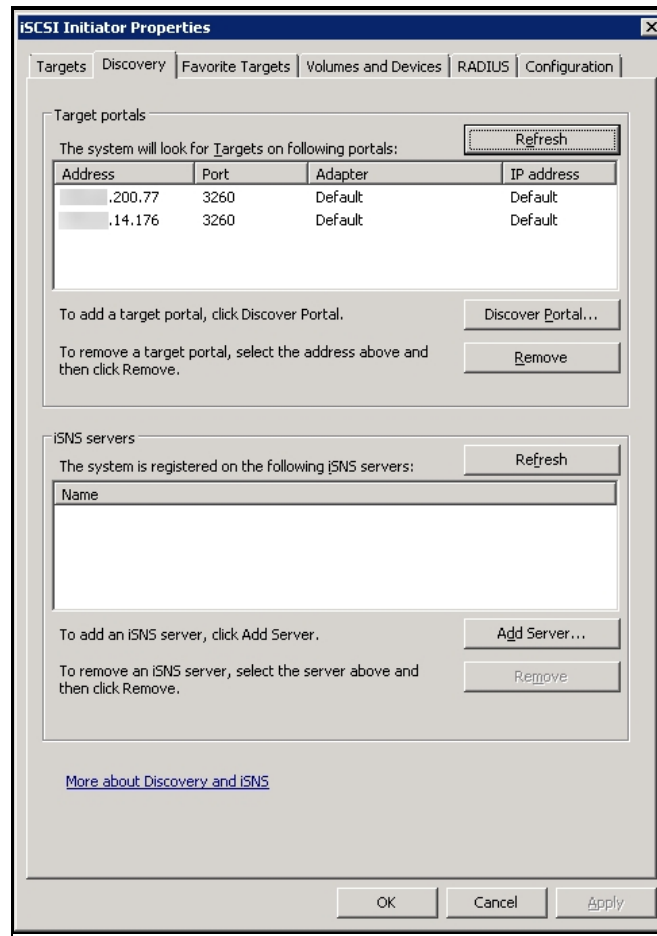 iSCSI Initiator Properties
Targets Discovery Favorite Targets Volumes and Devices RADIUS Configuration
Target portals
The system will look for Targets on following portals: Refresh
Address Port Adapter IP address
.200.77 3260 Default Default
.14.176 3260 Default Default
To add a target portal, click Discover Portal. Discover Portal...
To remove a target portal, select the address above and
then click Remove. Remove
iSNS servers
The system is registered on the following iSNS servers: Refresh
Name
To add an iSNS server, click Add Server. Add Server...
To remove an iSNS server, select the server above and
then click Remove. Remove
More about Discovery and iSNS
OK Cancel Apply